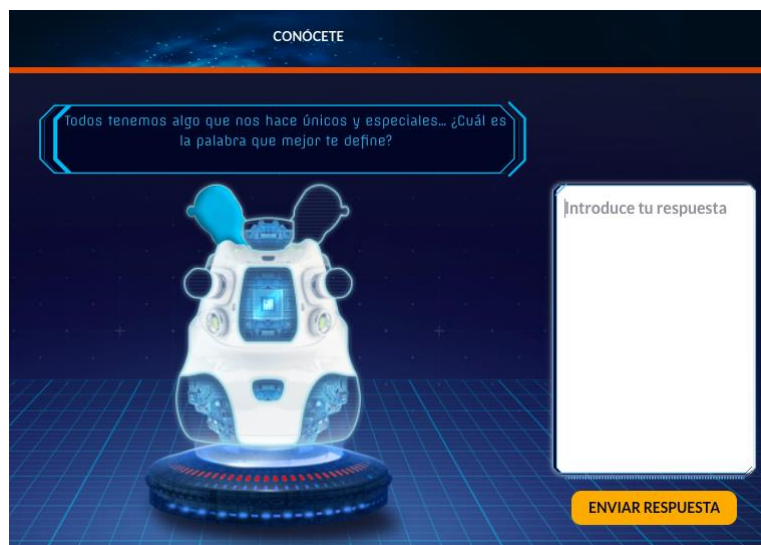 CONÓCETE
Todos tenemos algo que nos hace únicos y especiales... ¿Cuál es
la palabra que mejor te define?
Introduce tu respuesta
ENVIAR RESPUESTA